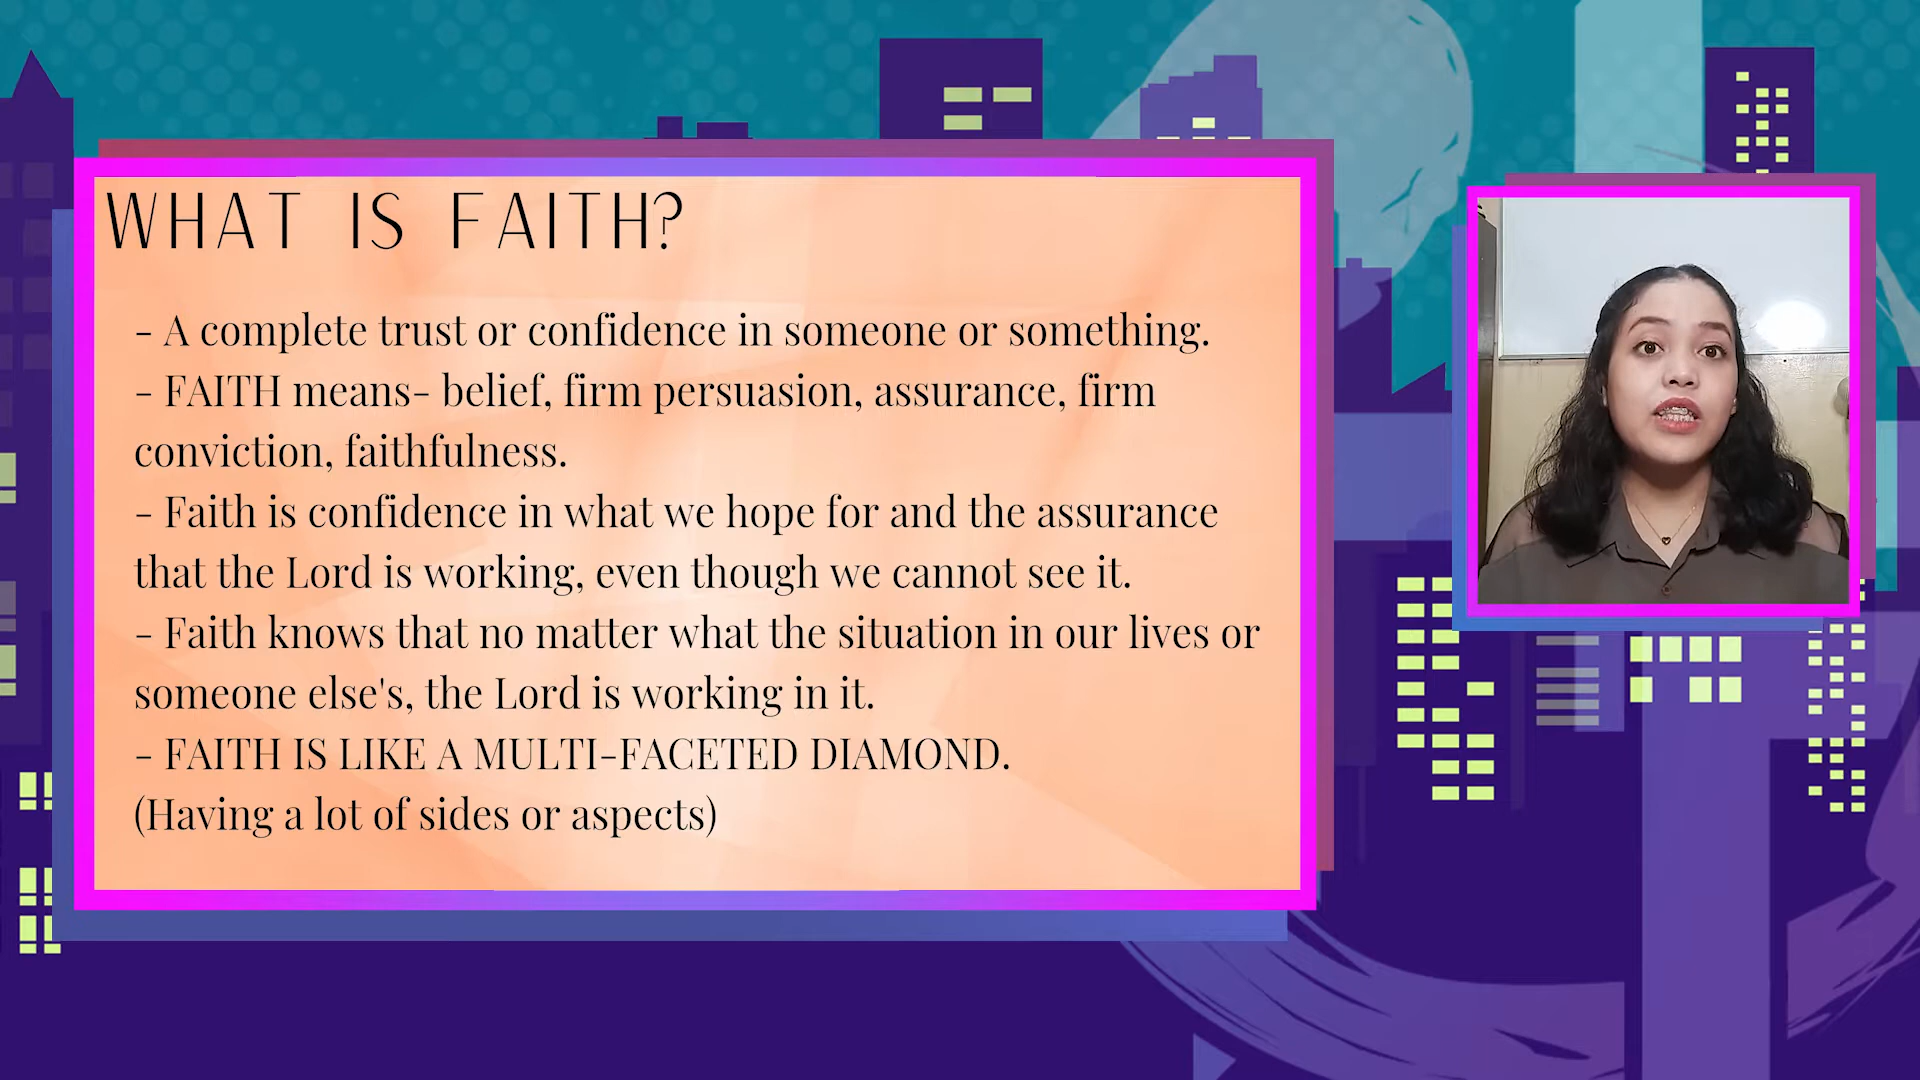 WHAT IS FAITH?
- A complete trust or confidence in someone or something.
- FAITH means- belief, firm persuasion, assurance, firm
conviction, faithfulness.
- Faith is confidence in what we hope for and the assurance
that the Lord is working, even though we cannot see it.
- Faith knows that no matter what the situation in our lives or
someone else's, the Lord is working in it.
- FAITH IS LIKE A MULTI-FACETED DIAMOND.
(Having a lot of sides or aspects)